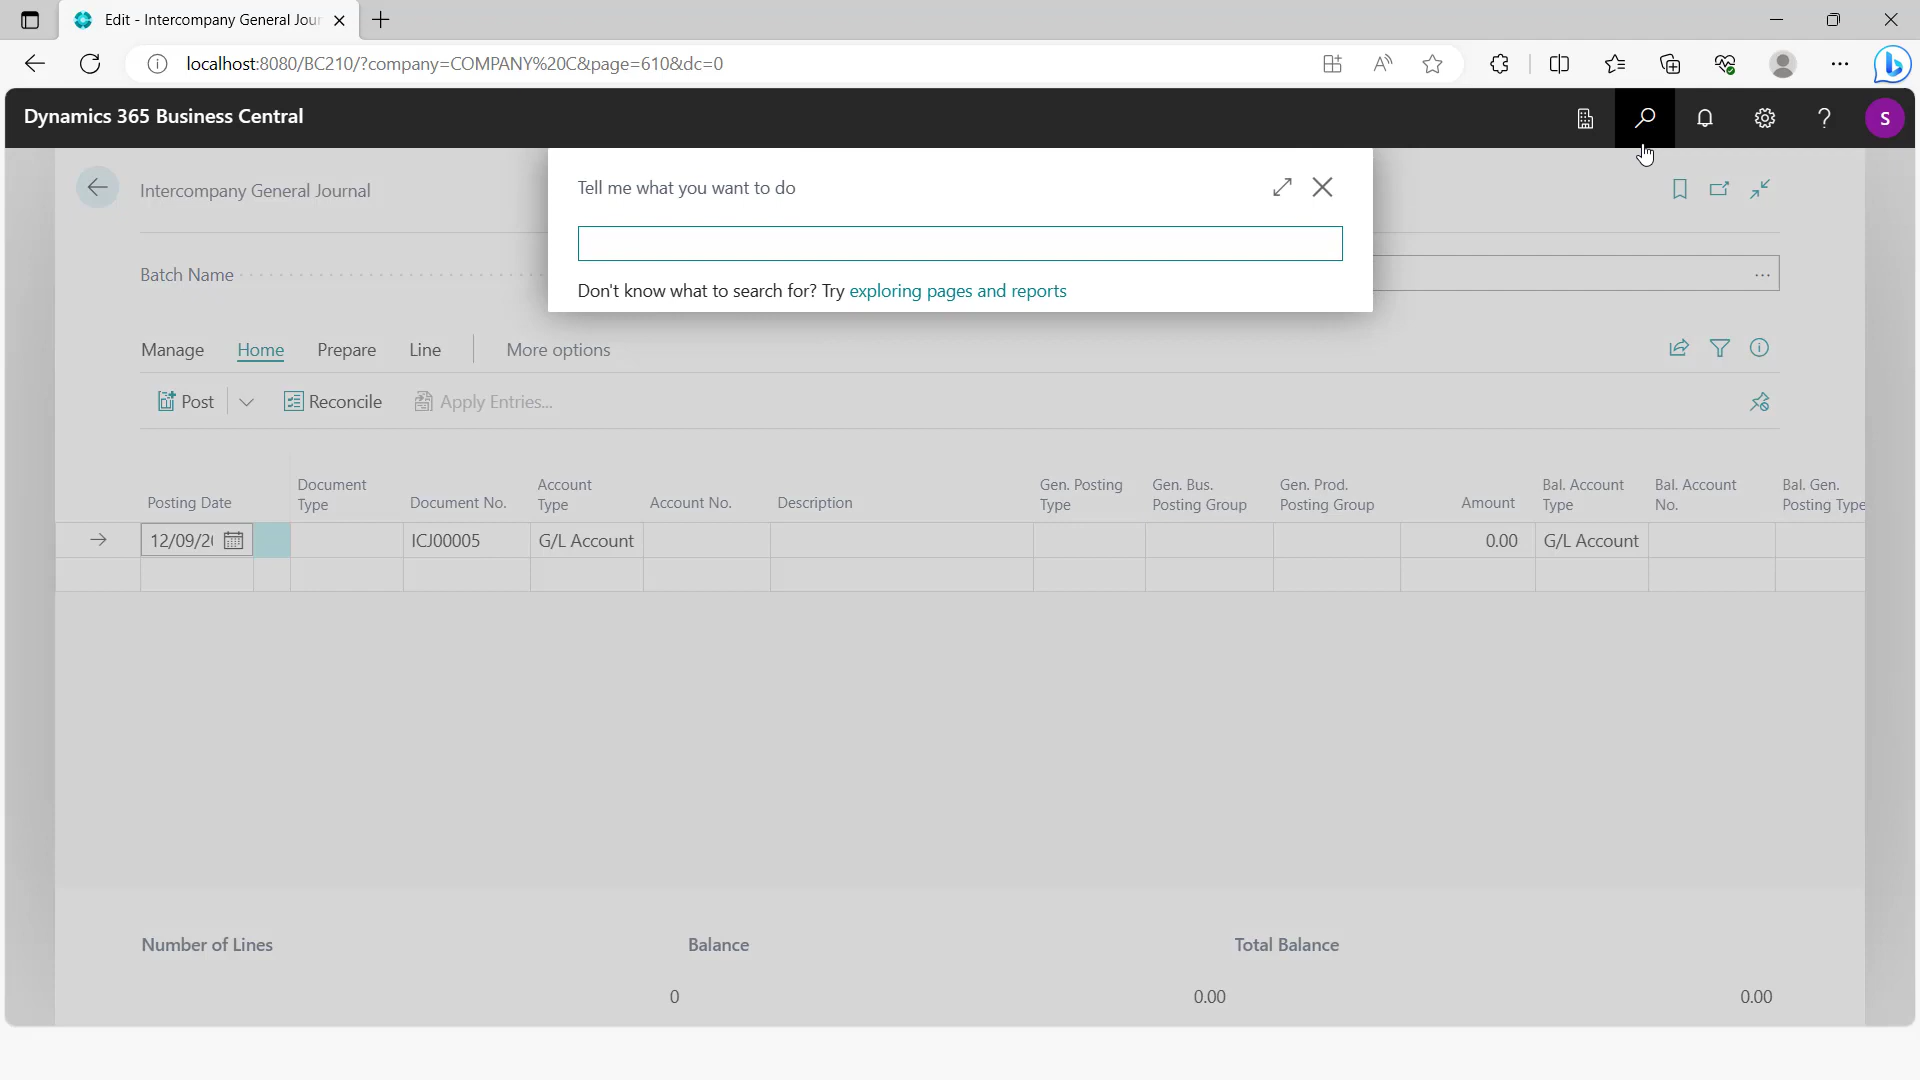 Edit - Intercompany General Jour
localhost:8080/BC210/?company=COMPANY%20C&page=610&dc=0
Dynamics 365 Business Central
S
Tell me what you want to do
Intercompany General Journal
Batch Name
Don't know what to search for? Try exploring pages and reports
Manage Home Prepare Line More options
Post Reconcile Apply Entries...
Posting Date Document Type Document No. Account Type Account No. Description Gen. Posting Type Gen. Bus. Posting Group Gen. Prod. Posting Group Amount Bal. Account Type Bal. Account No. Bal. Gen. Posting Type
12/09/2 ICJ00005 G/L Account 0.00 G/L Account
Number of Lines Balance Total Balance
0 0.00 0.00